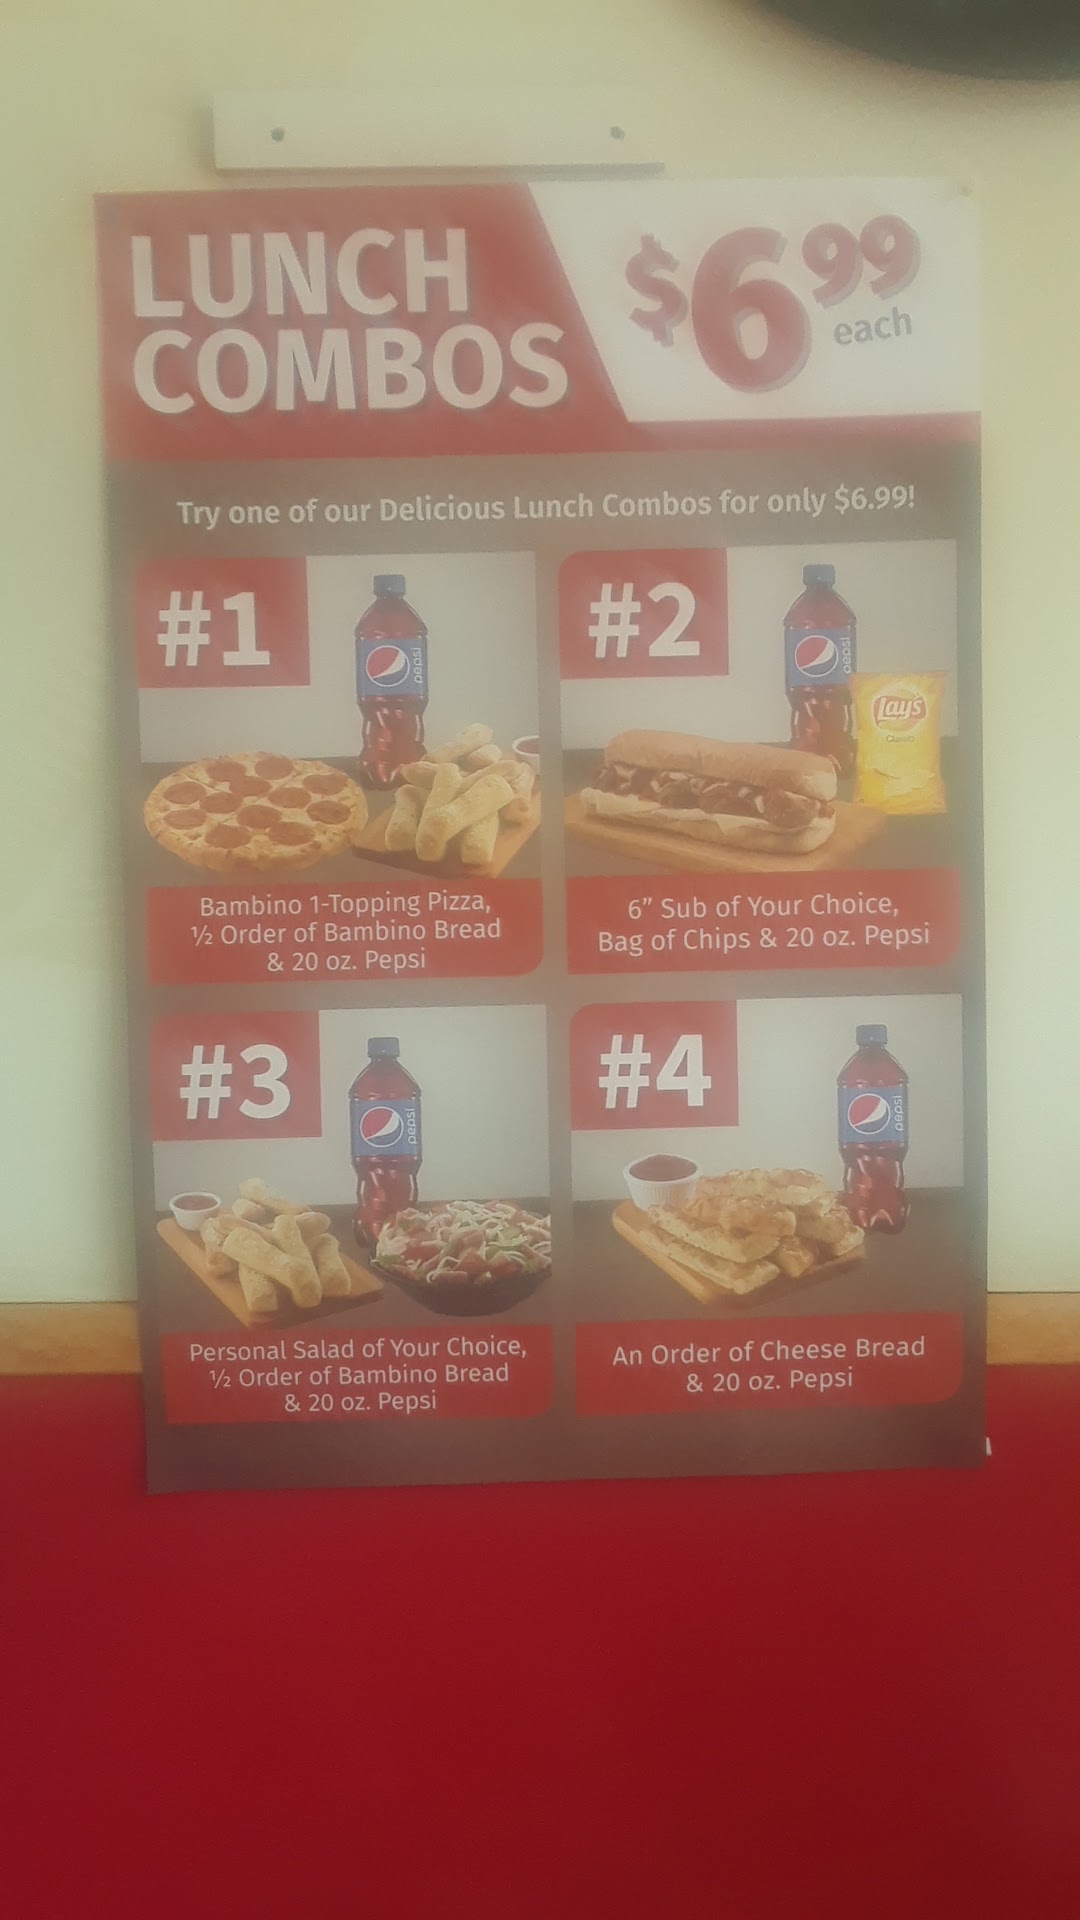 LUNCH
COMBOS
$6.99
each
Try one of our Delicious Lunch Combos for only $6.99!
#1
pepsi
Bambino 1-Topping Pizza,
½ Order of Bambino Bread
& 20 oz. Pepsi
#2
pepsi
Lay's
Classic
6” Sub of Your Choice,
Bag of Chips & 20 oz. Pepsi
#3
pepsi
Personal Salad of Your Choice,
½ Order of Bambino Bread
& 20 oz. Pepsi
#4
pepsi
An Order of Cheese Bread
& 20 oz. Pepsi